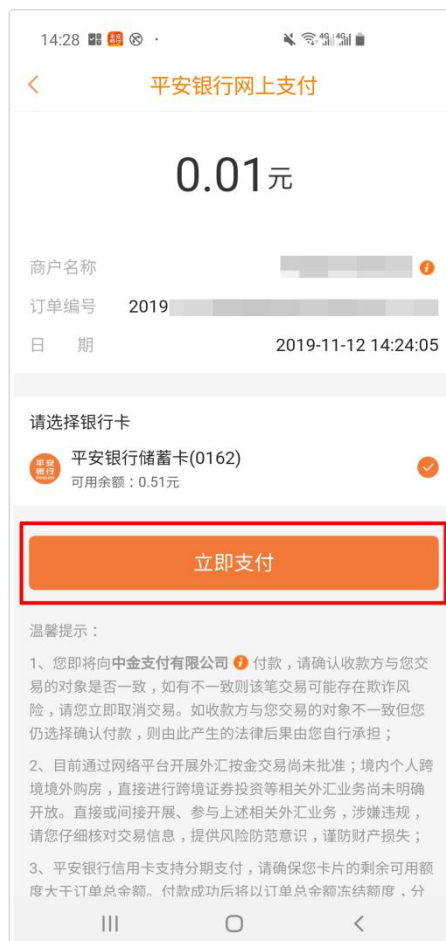 14:28
平安银行网上支付
0.01元
商户名称
订单编号 2019
日 期 2019-11-12 14:24:05
请选择银行卡
平安银行储蓄卡(0162)
可用余额：0.51元
立即支付
温馨提示：
1、您即将向中金支付有限公司 付款，请确认收款方与您交
易的对象是否一致，如有不一致则该笔交易可能存在欺诈风
险，请您立即取消交易。如收款方与您交易的对象不一致但您
仍选择确认付款，则由此产生的法律后果由您自行承担；
2、目前通过网络平台开展外汇按金交易尚未批准；境内个人跨
境境外购房，直接进行跨境证券投资等相关外汇业务尚未明确
开放。直接或间接开展、参与上述相关外汇业务，涉嫌违规，
请您仔细核对交易信息，提供风险防范意识，谨防财产损失；
3、平安银行信用卡支持分期支付，请确保您卡片的剩余可用额
度大于订单总金额。付款成功后将以订单总金额冻结额度，分